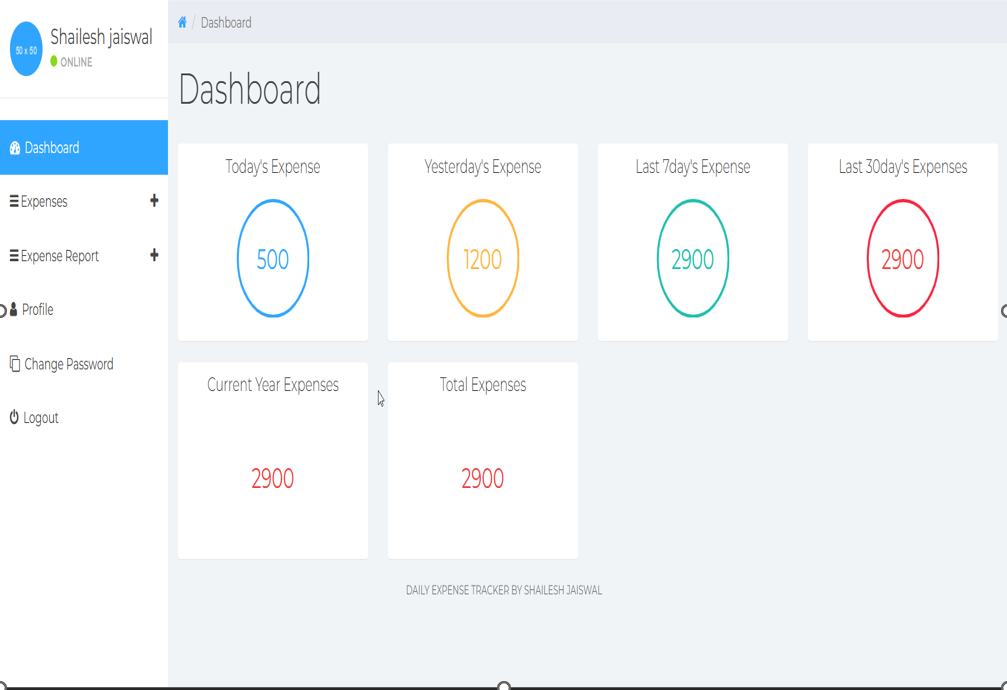 Shailesh jaiswal
50 x 50
ONLINE
Dashboard
Expenses
Expense Report
Profile
Change Password
Logout
/ Dashboard
Dashboard
Today's Expense
500
Yesterday's Expense
1200
Last 7day's Expense
2900
Last 30day's Expenses
2900
Current Year Expenses
2900
Total Expenses
2900
DAILY EXPENSE TRACKER BY SHAILESH JAISWAL